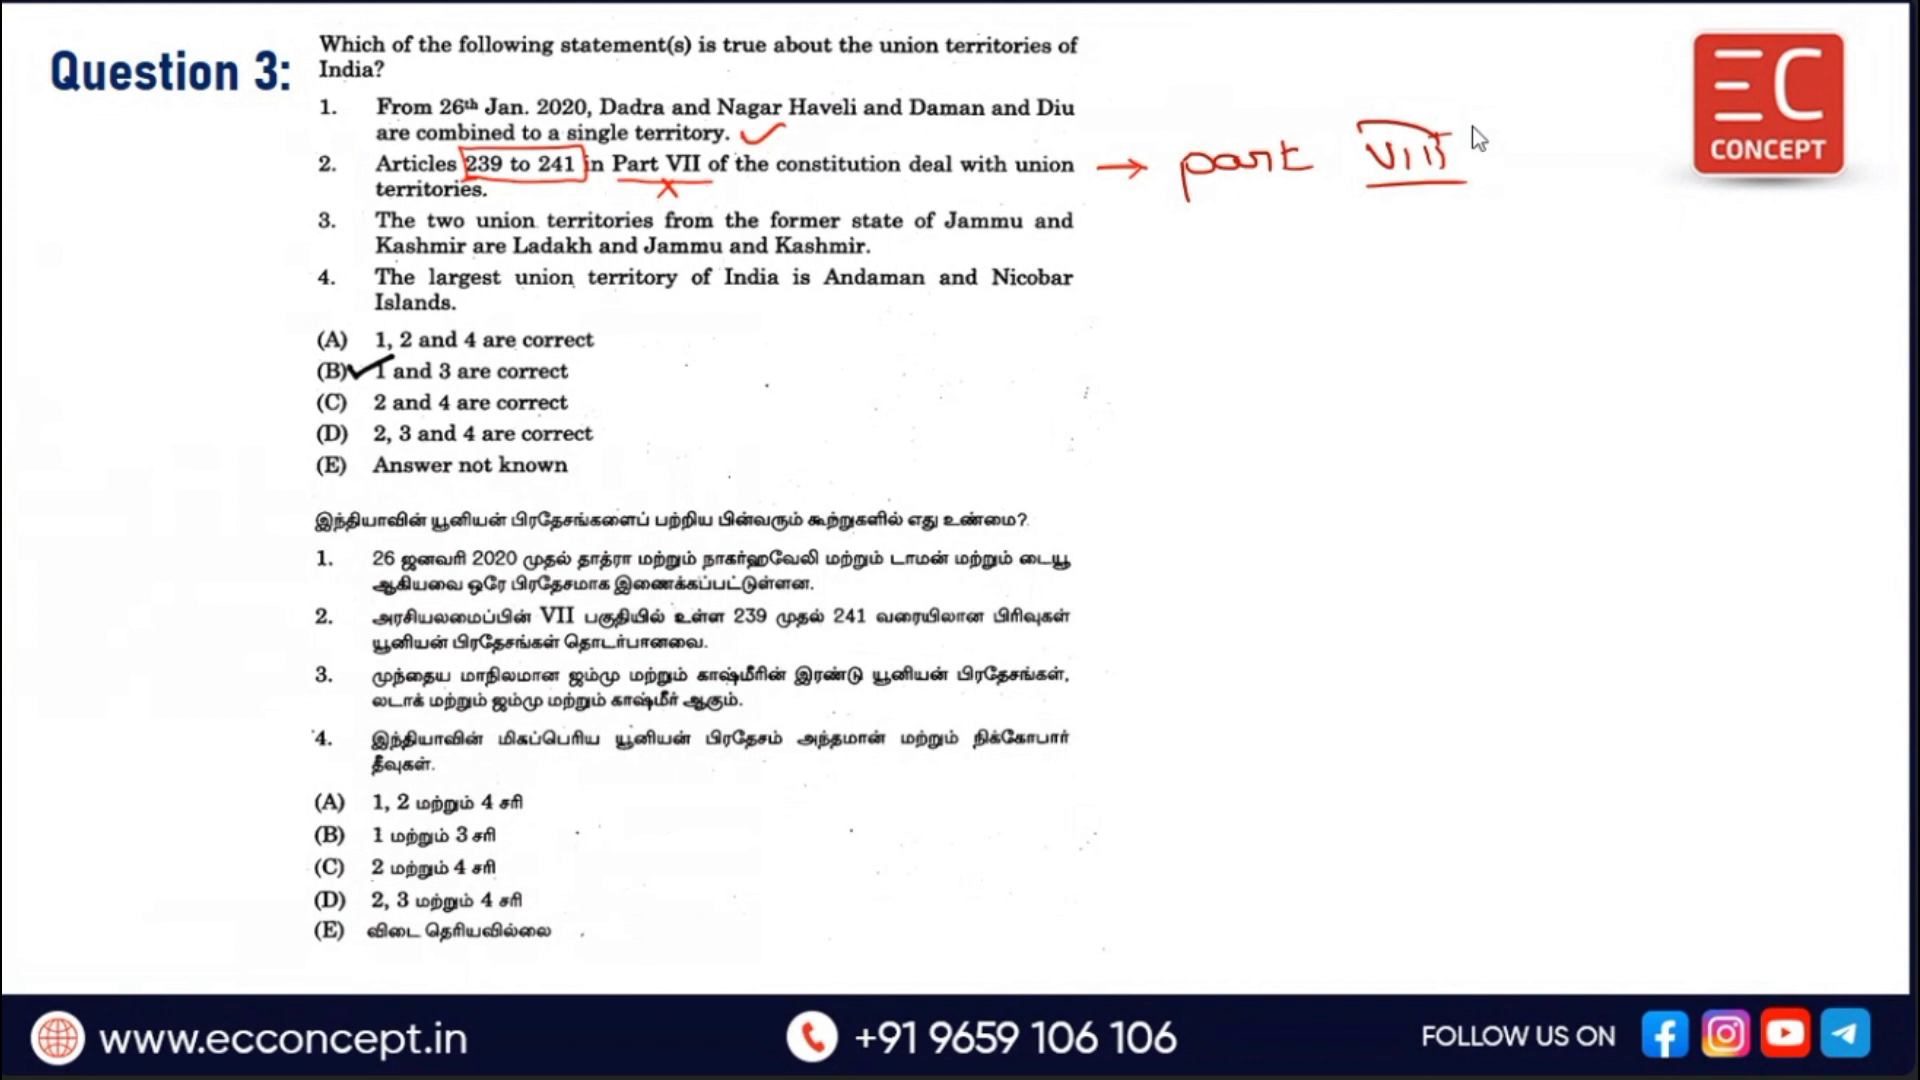 Question 3:
Which of the following statement(s) is true about the union territories of
India?
1. From 26th Jan. 2020, Dadra and Nagar Haveli and Daman and Diu
are combined to a single territory.
2. Articles 239 to 241 in Part VII of the constitution deal with union
territories.
→ part VIII
3. The two union territories from the former state of Jammu and
Kashmir are Ladakh and Jammu and Kashmir.
4. The largest union territory of India is Andaman and Nicobar
Islands.
(A) 1, 2 and 4 are correct
(B) 1 and 3 are correct
(C) 2 and 4 are correct
(D) 2, 3 and 4 are correct
(E) Answer not known
இந்தியாவின் யூனியன் பிரதேசங்களைப் பற்றிய பின்வரும் கூற்றுகளில் எது உண்மை?
1. 26 ஜனவரி 2020 முதல் தாத்ரா மற்றும் நாகர்ஹவேலி மற்றும் டாமன் மற்றும் டையூ
ஆகியவை ஒரே பிரதேசமாக இணைக்கப்பட்டுள்ளன.
2. அரசியலமைப்பின் VII பகுதியில் உள்ள 239 முதல் 241 வரையிலான பிரிவுகள்
யூனியன் பிரதேசங்கள் தொடர்பானவை.
3. முந்தைய மாநிலமான ஜம்மு மற்றும் காஷ்மீரின் இரண்டு யூனியன் பிரதேசங்கள்,
லடாக் மற்றும் ஜம்மு மற்றும் காஷ்மீர் ஆகும்.
4. இந்தியாவின் மிகப்பெரிய யூனியன் பிரதேசம் அந்தமான் மற்றும் நிக்கோபார்
தீவுகள்.
(A) 1, 2 மற்றும் 4 சரி
(B) 1 மற்றும் 3 சரி
(C) 2 மற்றும் 4 சரி
(D) 2, 3 மற்றும் 4 சரி
(E) விடை தெரியவில்லை
EC
CONCEPT
www.ecconcept.in
+91 9659 106 106
FOLLOW US ON